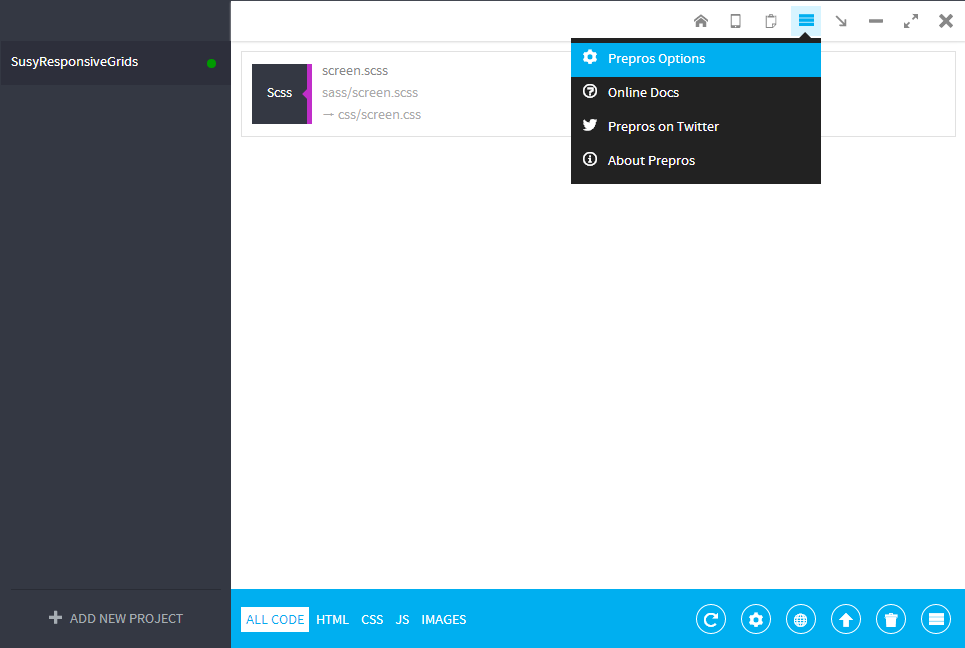 SusyResponsiveGrids
Scss
screen.scss
sass/screen.scss
→ css/screen.css
Prepros Options
Online Docs
Prepros on Twitter
About Prepros
ADD NEW PROJECT
ALL CODE HTML CSS JS IMAGES